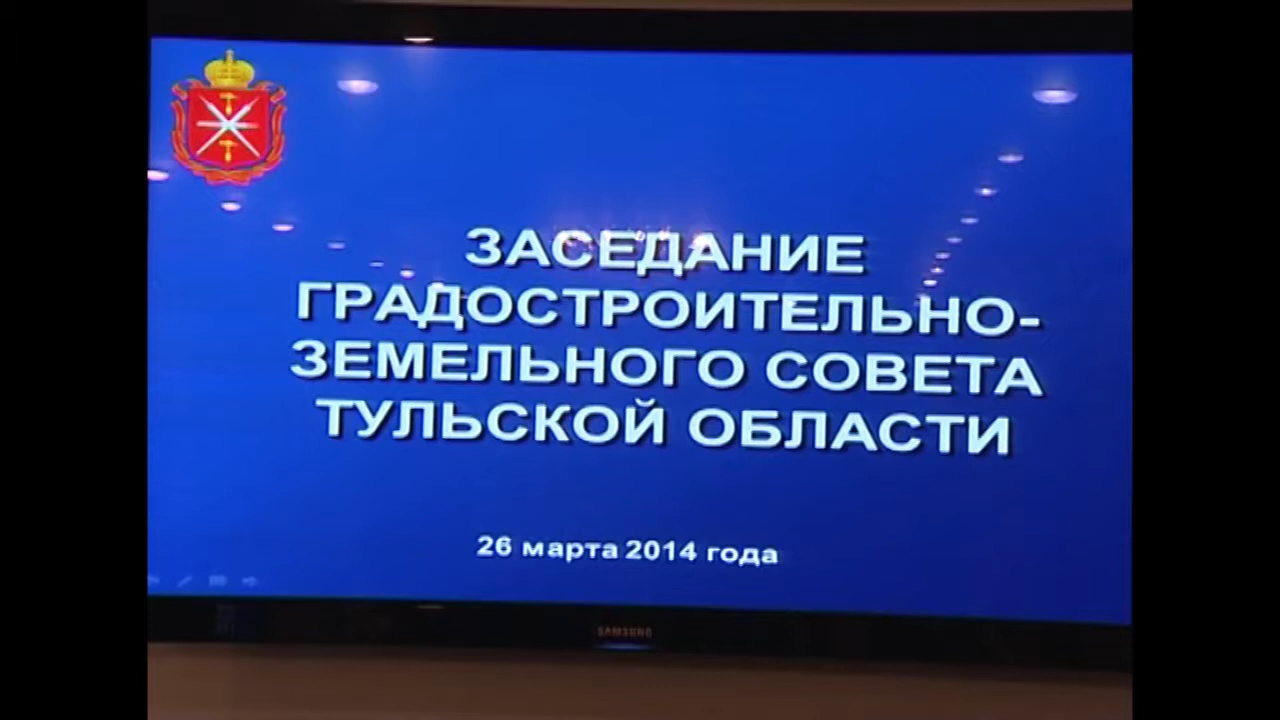 ЗАСЕДАНИЕ
ГРАДОСТРОИТЕЛЬНО-
ЗЕМЕЛЬНОГО СОВЕТА
ТУЛЬСКОЙ ОБЛАСТИ
26 марта 2014 года
SAMSUNG